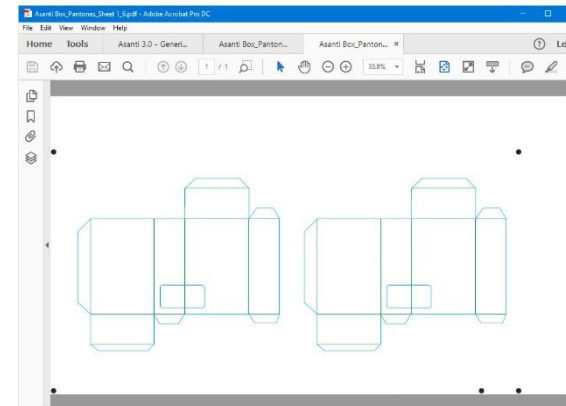 Asanti Box_Pantones_Sheet 1_6.pdf - Adobe Acrobat Pro DC
File Edit View Window Help
Home Tools Asanti 3.0 - Generi... Asanti Box_Panton... Asanti Box_Panton... × ? Le
1 / 1 30.8%